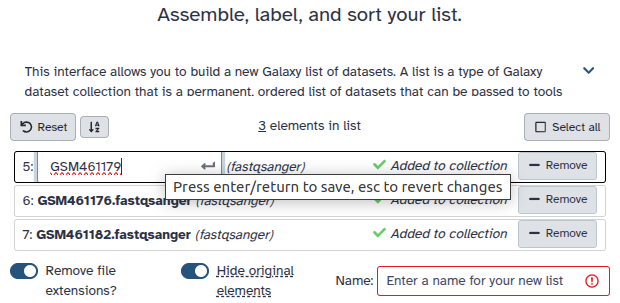 Assemble, label, and sort your list.
This interface allows you to build a new Galaxy list of datasets. A list is a type of Galaxy
dataset collection that is a permanent, ordered list of datasets that can be passed to tools
Reset
3 elements in list
Select all
5: GSM461179 (fastqsanger) Added to collection Remove
Press enter/return to save, esc to revert changes
6: GSM461176.fastqsanger (fastqsanger) Added to collection Remove
7: GSM461182.fastqsanger (fastqsanger) Added to collection Remove
Remove file
extensions?
Hide original
elements
Name: Enter a name for your new list